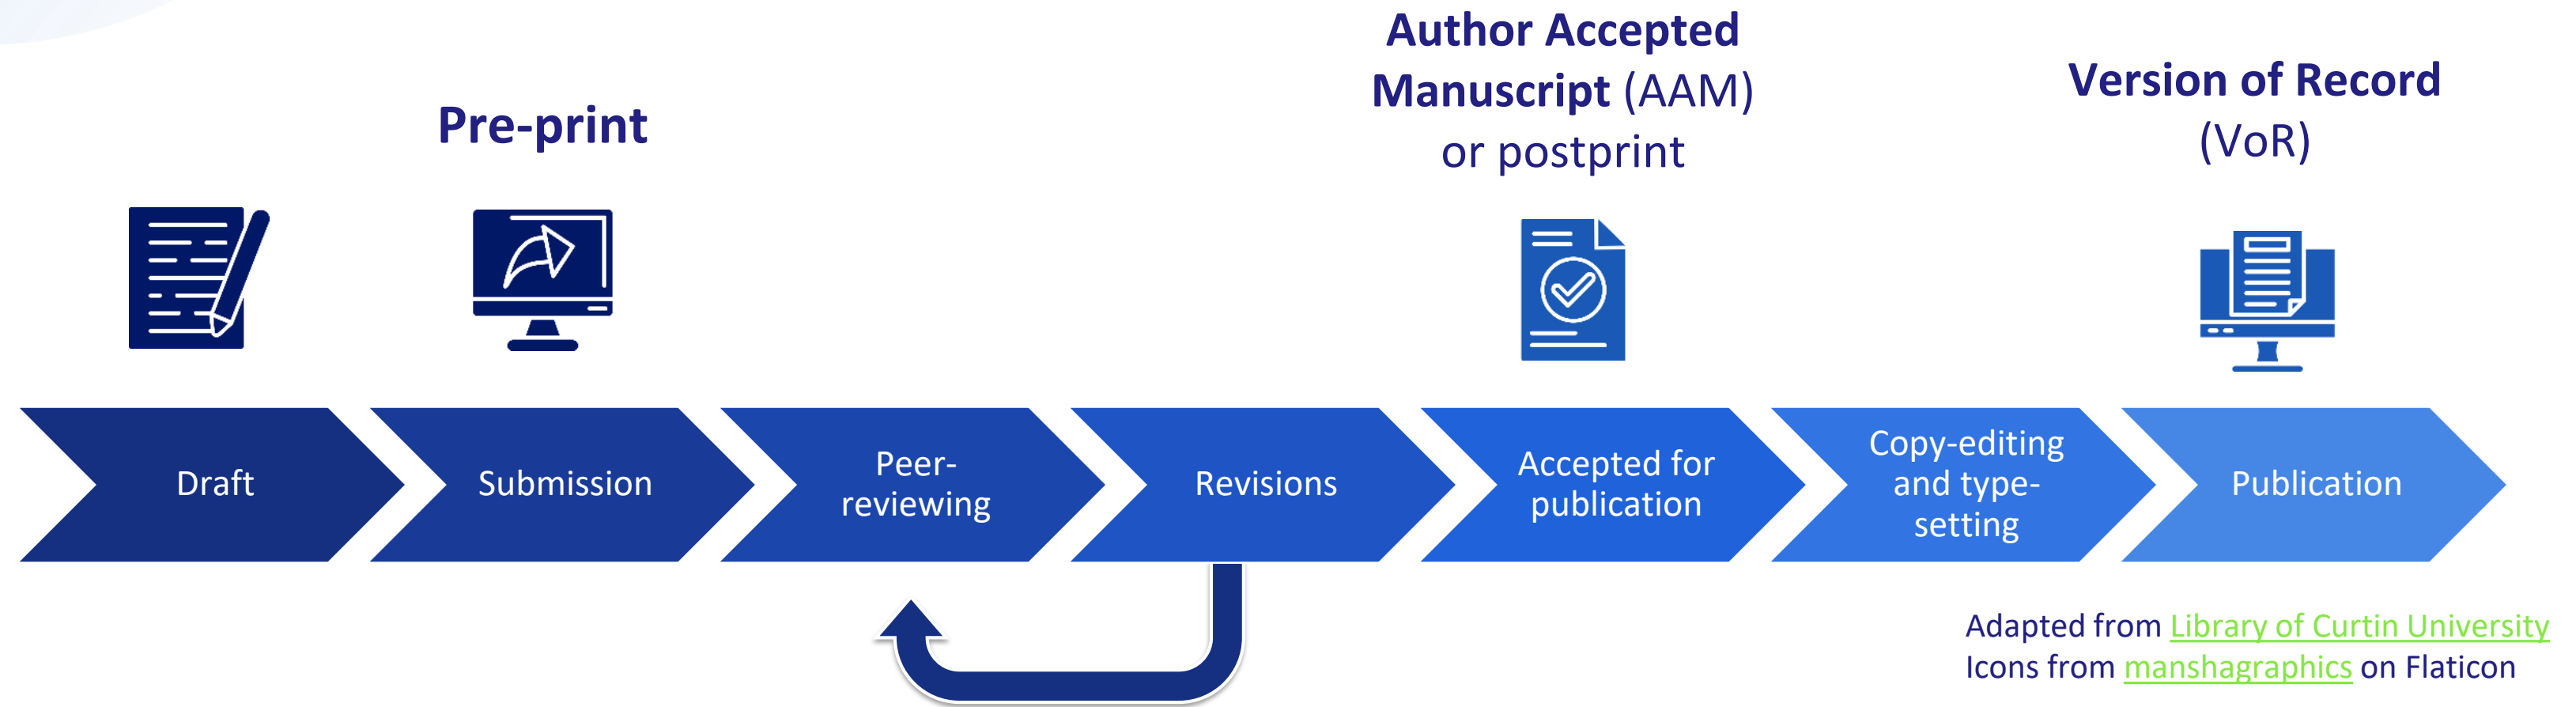 Pre-print
Author Accepted
Manuscript (AAM)
or postprint
Version of Record
(VoR)
Draft
Submission
Peer-
reviewing
Revisions
Accepted for
publication
Copy-editing
and type-
setting
Publication
Adapted from Library of Curtin University
Icons from manshagraphics on Flaticon